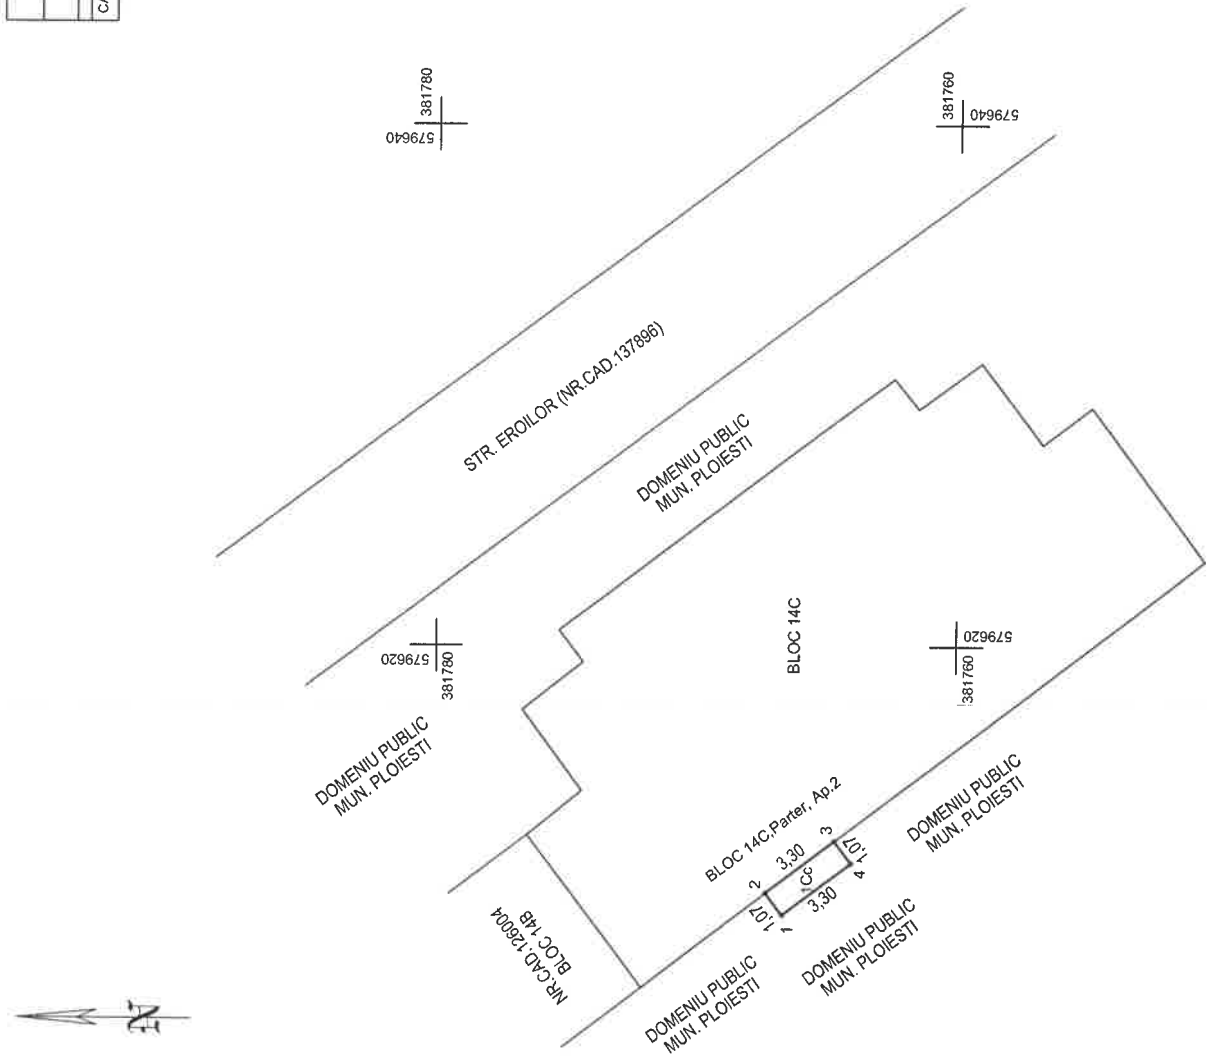 CA
381780
579640
381760
579640
STR. EROILOR (NR.CAD.137896)
DOMENIU PUBLIC
MUN. PLOIESTI
579620
381780
BLOC 14C
579620
381760
DOMENIU PUBLIC
MUN. PLOIESTI
BLOC 14C,Parter, Ap.2
2
3,30
3
1,07
1Cc
1,07
1
3,30
4
DOMENIU PUBLIC
MUN. PLOIESTI
NR.CAD.126004
BLOC 14B
DOMENIU PUBLIC
MUN. PLOIESTI
DOMENIU PUBLIC
MUN. PLOIESTI
N